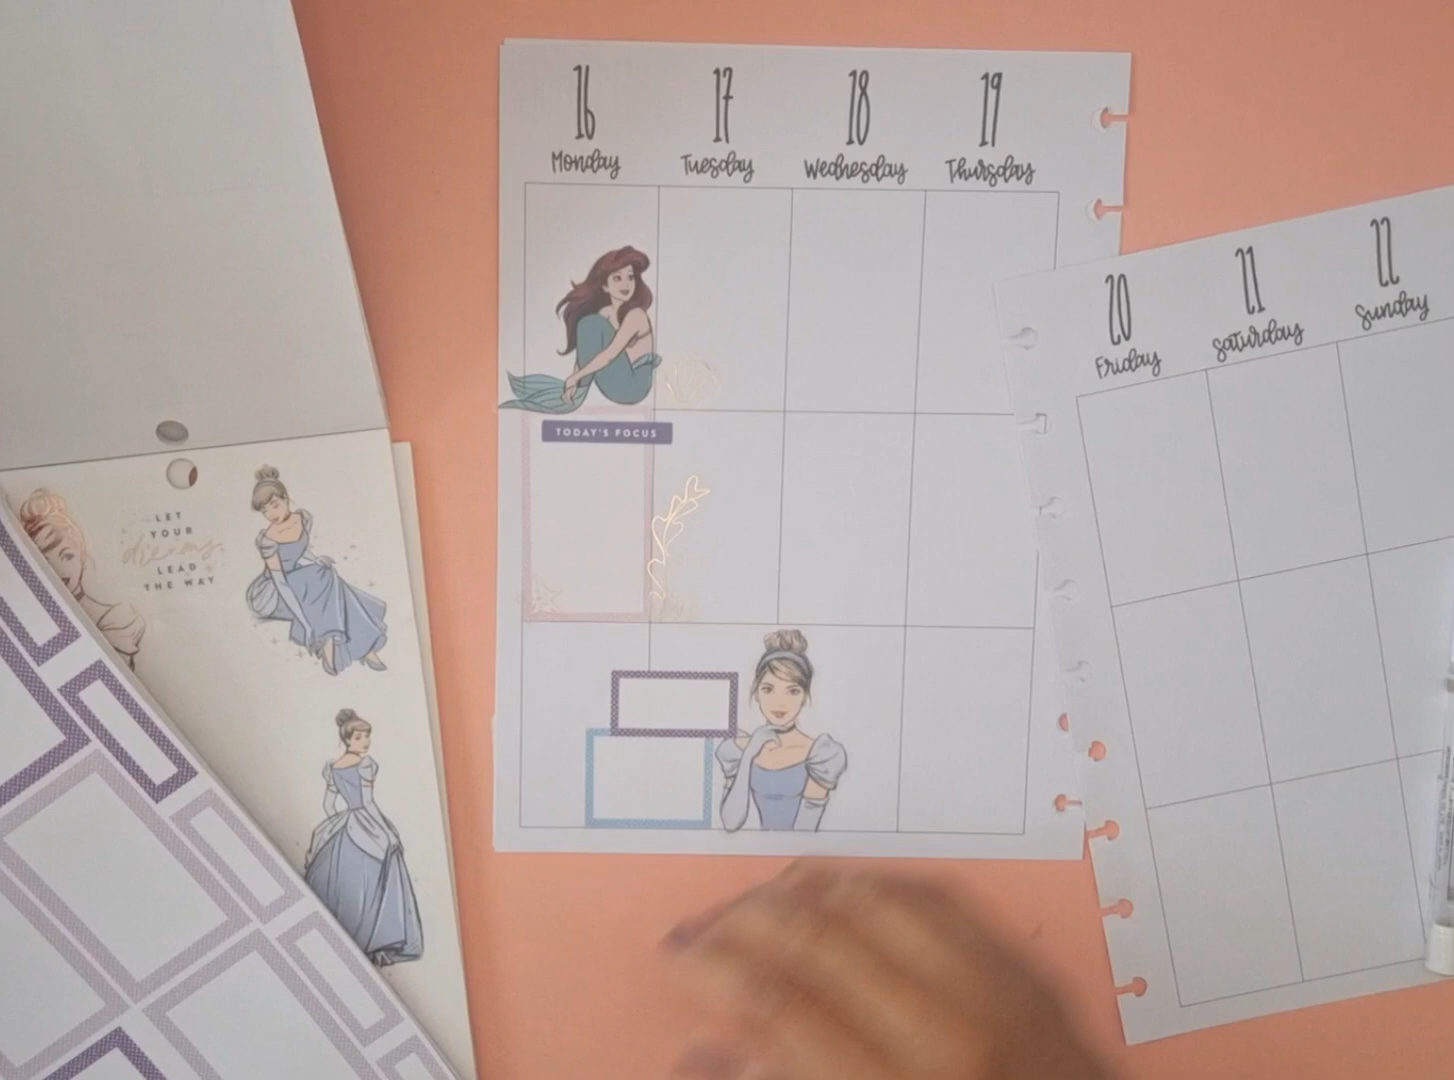 16
Monday
17
Tuesday
18
Wednesday
19
Thursday
20
Friday
21
Saturday
22
Sunday
TODAY'S FOCUS
LET
YOUR
dreams
LEAD
THE WAY